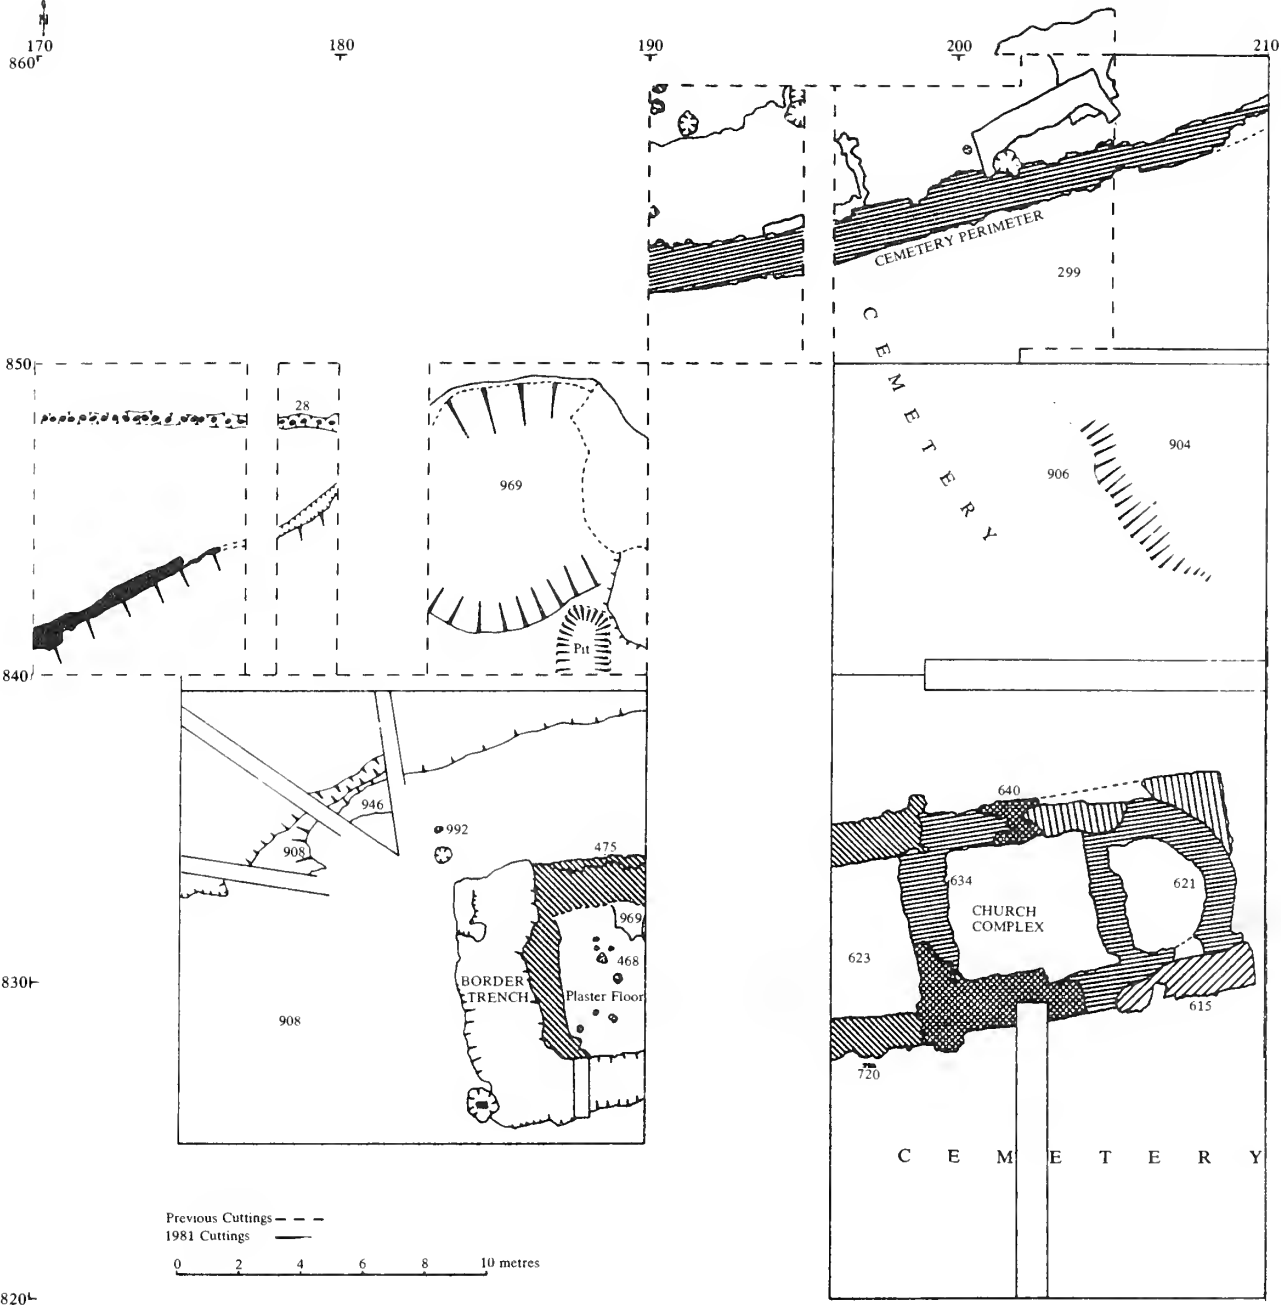 N
170 180 190 200 210
860
CEMETERY PERIMETER
299
CEMETERY
850
28
969
906
904
Pit
840
946
992
908
475
969
468
BORDER
TRENCH
Plaster Floor
908
640
634
621
CHURCH
COMPLEX
623
615
720
830
CEMETERY
Previous Cuttings
1981 Cuttings
0 2 4 6 8 10 metres
820